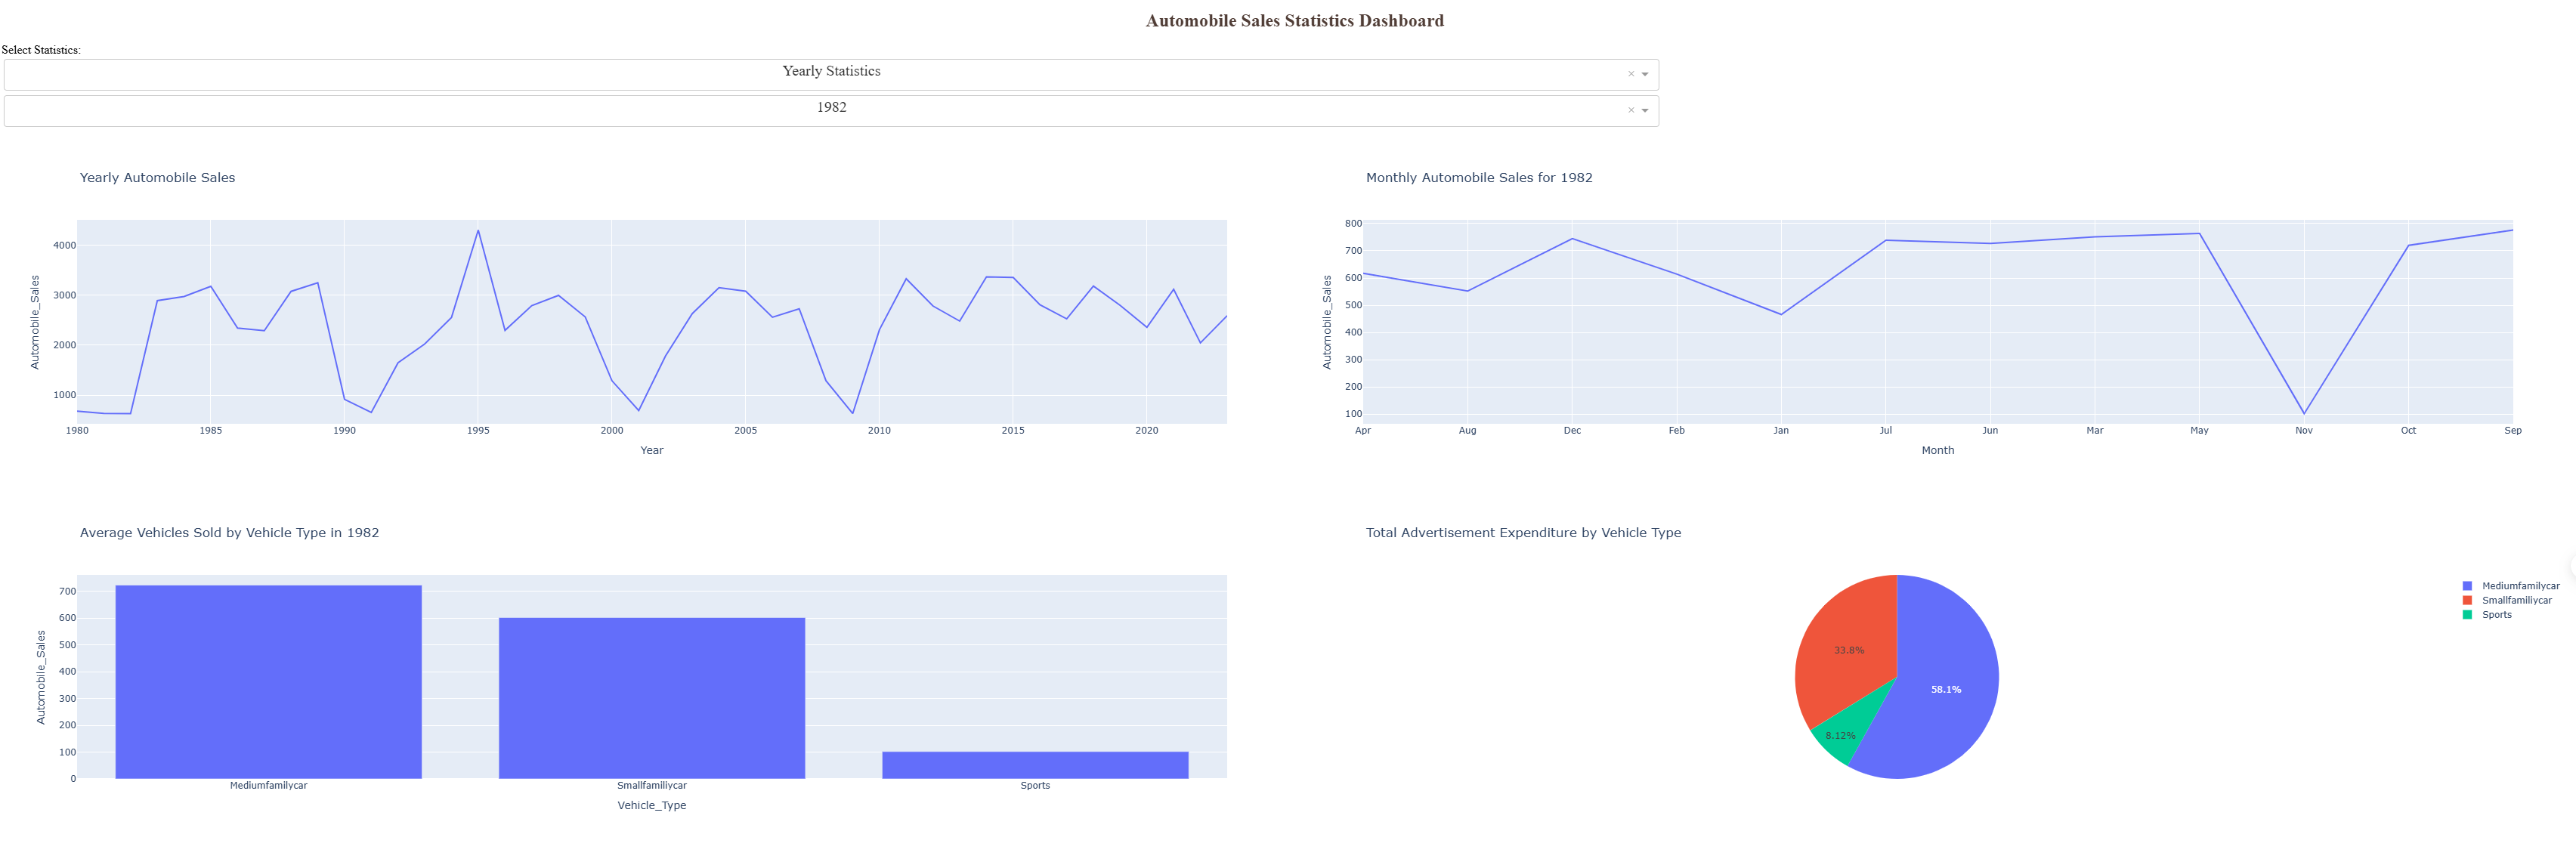 Automobile Sales Statistics Dashboard
Select Statistics:
Yearly Statistics
×
1982
×
Yearly Automobile Sales
Automobile_Sales
4000
3000
2000
1000
1980 1985 1990 1995 2000 2005 2010 2015 2020
Year
Monthly Automobile Sales for 1982
Automobile_Sales
800
700
600
500
400
300
200
100
Apr Aug Dec Feb Jan Jul Jun Mar May Nov Oct Sep
Month
Average Vehicles Sold by Vehicle Type in 1982
Automobile_Sales
700
600
500
400
300
200
100
0
Mediumfamilycar Smallfamiliycar Sports
Vehicle_Type
Total Advertisement Expenditure by Vehicle Type
33.8%
58.1%
8.12%
Mediumfamilycar
Smallfamiliycar
Sports